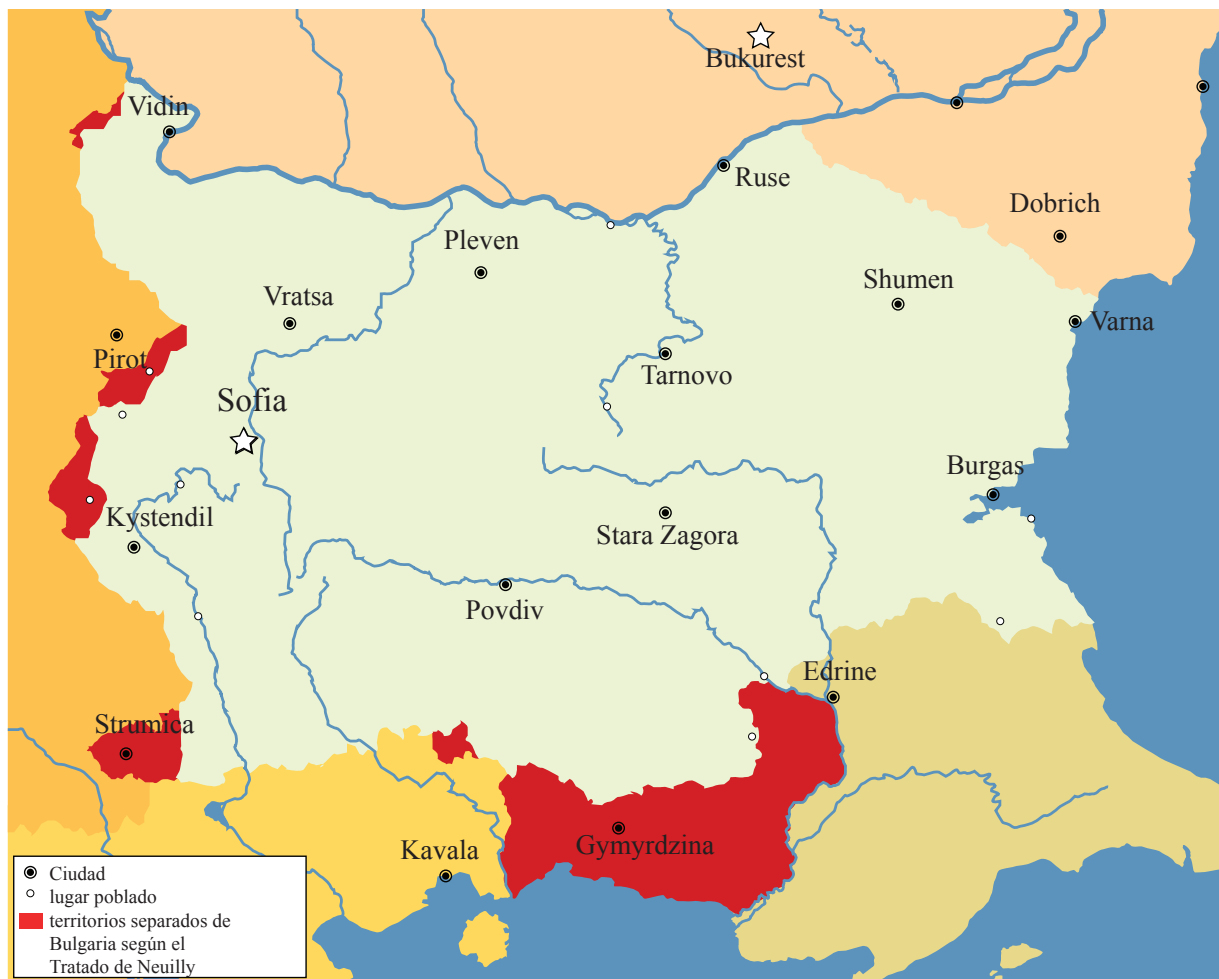 Bukurest
Vidin
Ruse
Dobrich
Pleven
Shumen
Vratsa
Varna
Pirot
Tarnovo
Sofia
Burgas
Kystendil
Stara Zagora
Povdiv
Edrine
Strumica
Gymyrdzina
Kavala
Ciudad
lugar poblado
territorios separados de
Bulgaria según el
Tratado de Neuilly